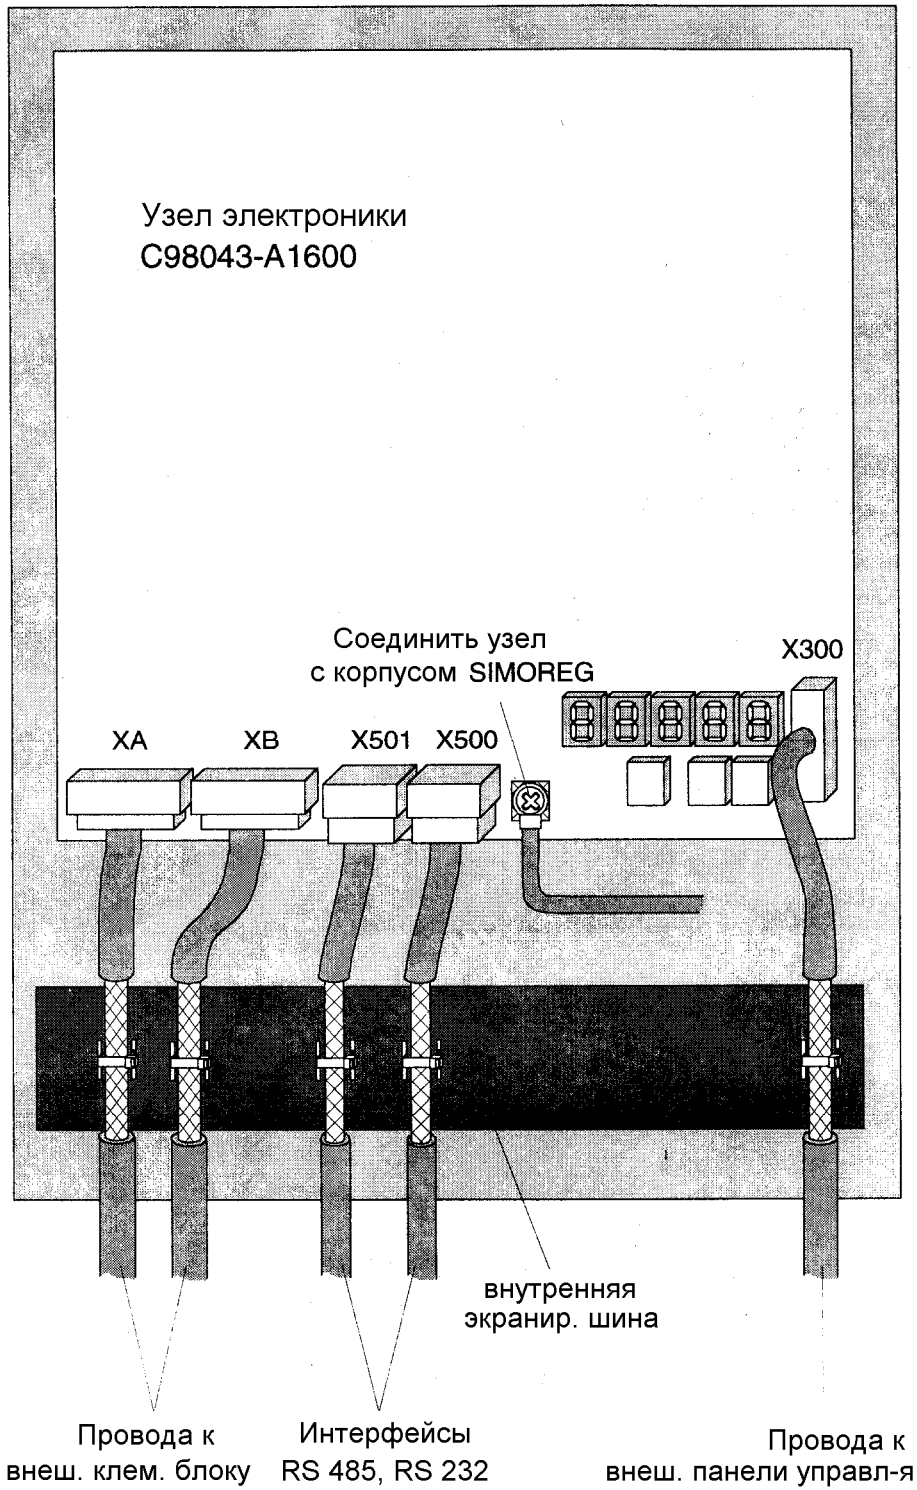 Узел электроники
C98043-A1600
Соединить узел
с корпусом SIMOREG
X300
XA
XB
X501
X500
внутренняя
экранир. шина
Провода к
внеш. клем. блоку
Интерфейсы
RS 485, RS 232
Провода к
внеш. панели управл-я